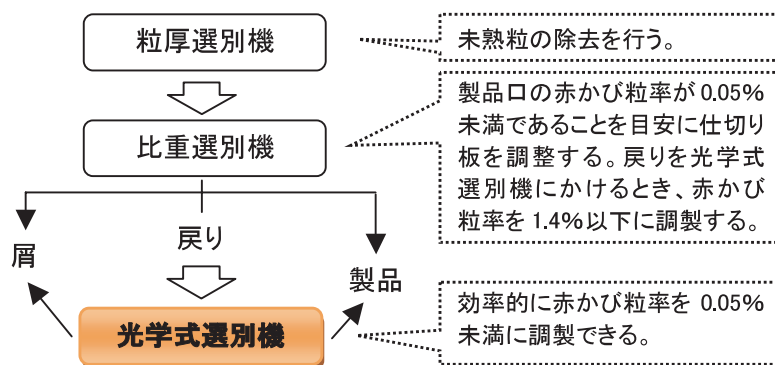 粒厚選別機
未熟粒の除去を行う。
比重選別機
製品口の赤かび粒率が 0.05%
未満であることを目安に仕切り
板を調整する。戻りを光学式
選別機にかけるとき、赤かび
粒率を 1.4%以下に調製する。
屑
戻り
製品
光学式選別機
効率的に赤かび粒率を 0.05%
未満に調製できる。